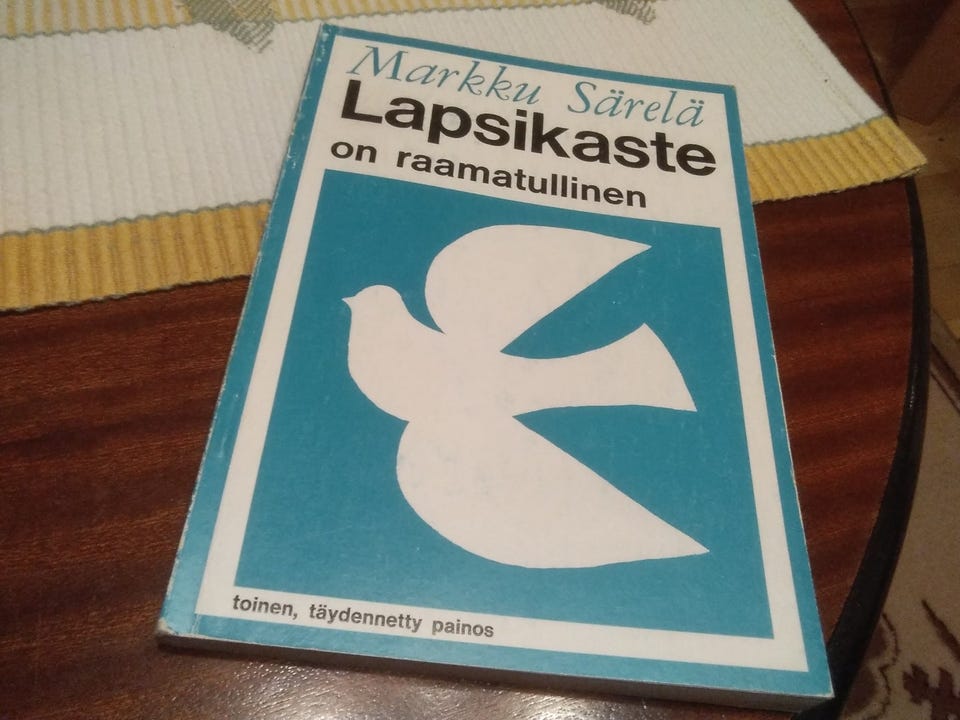 Markku Särelä
Lapsikaste
on raamatullinen
toinen, täydennetty painos